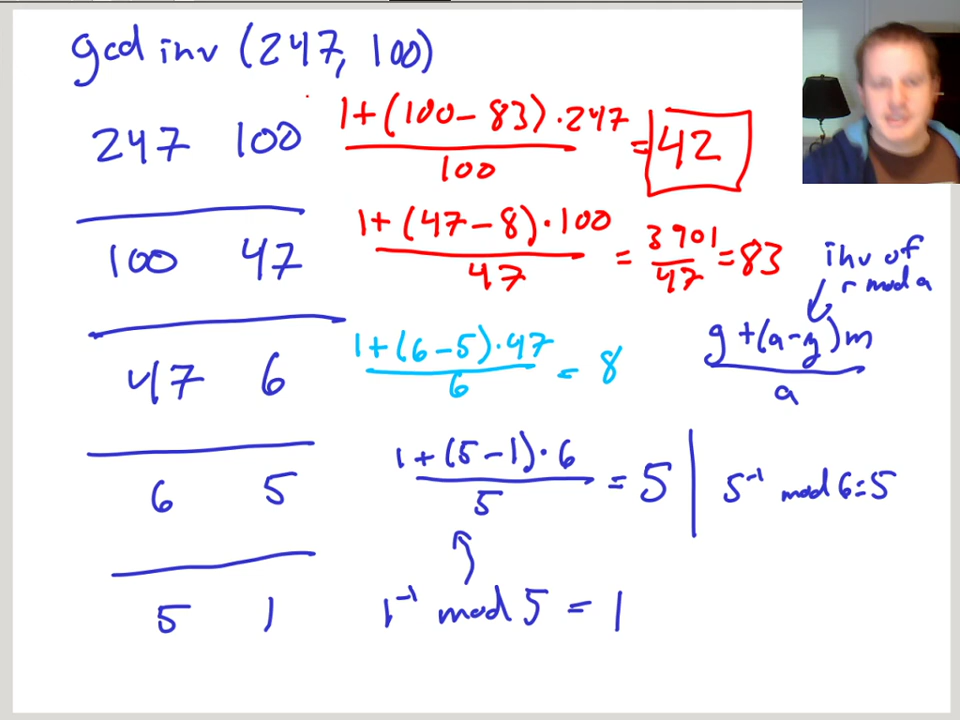 gcd inv (247, 100)
247 100 1+(100-83)·247 / 100 = 42
100 47 1+(47-8)·100 / 47 = 3901 / 47 = 83
inv of
r mod a
47 6 1+(6-5)·47 / 6 = 8
g+(a-y)m / a
6 5 1+(5-1)·6 / 5 = 5 | 5⁻¹ mod 6=5
5 1 1⁻¹ mod 5 = 1